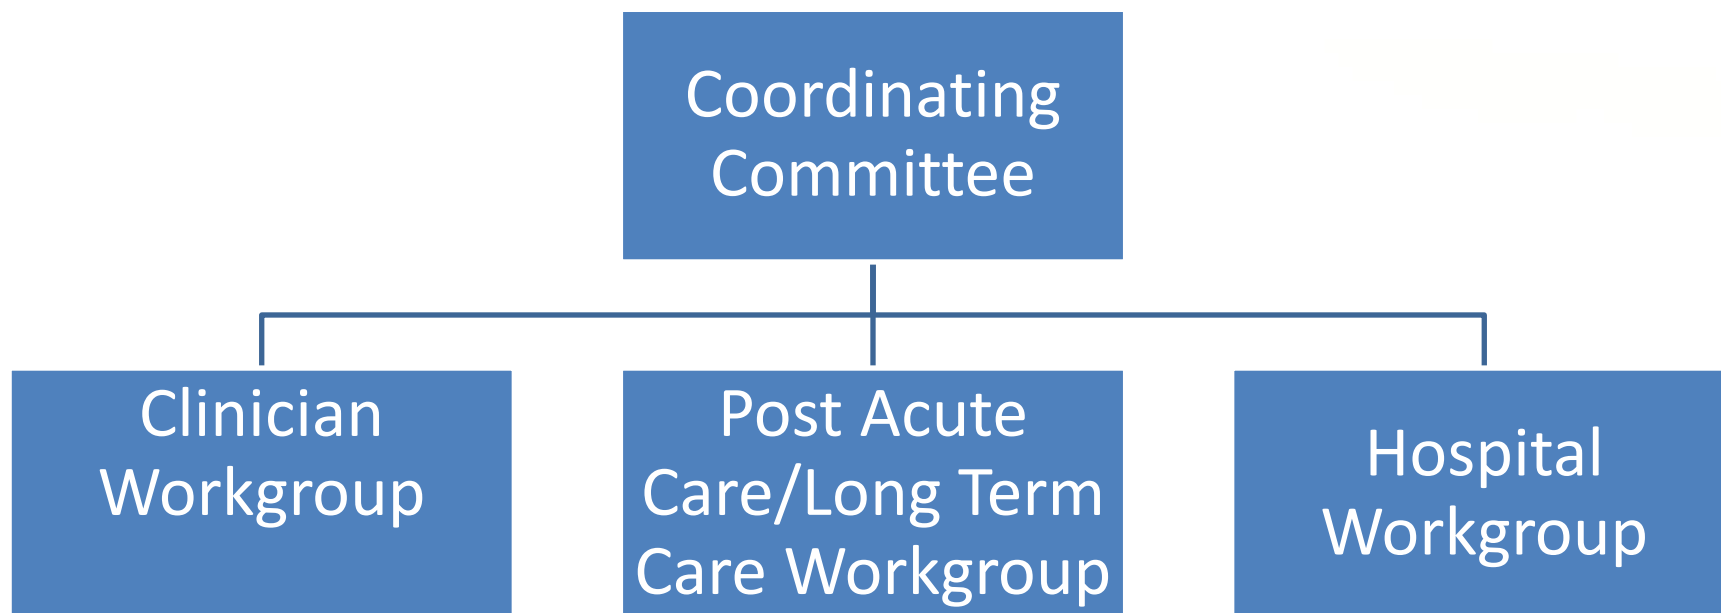 Coordinating
Committee
Clinician
Workgroup
Post Acute
Care/Long Term
Care Workgroup
Hospital
Workgroup